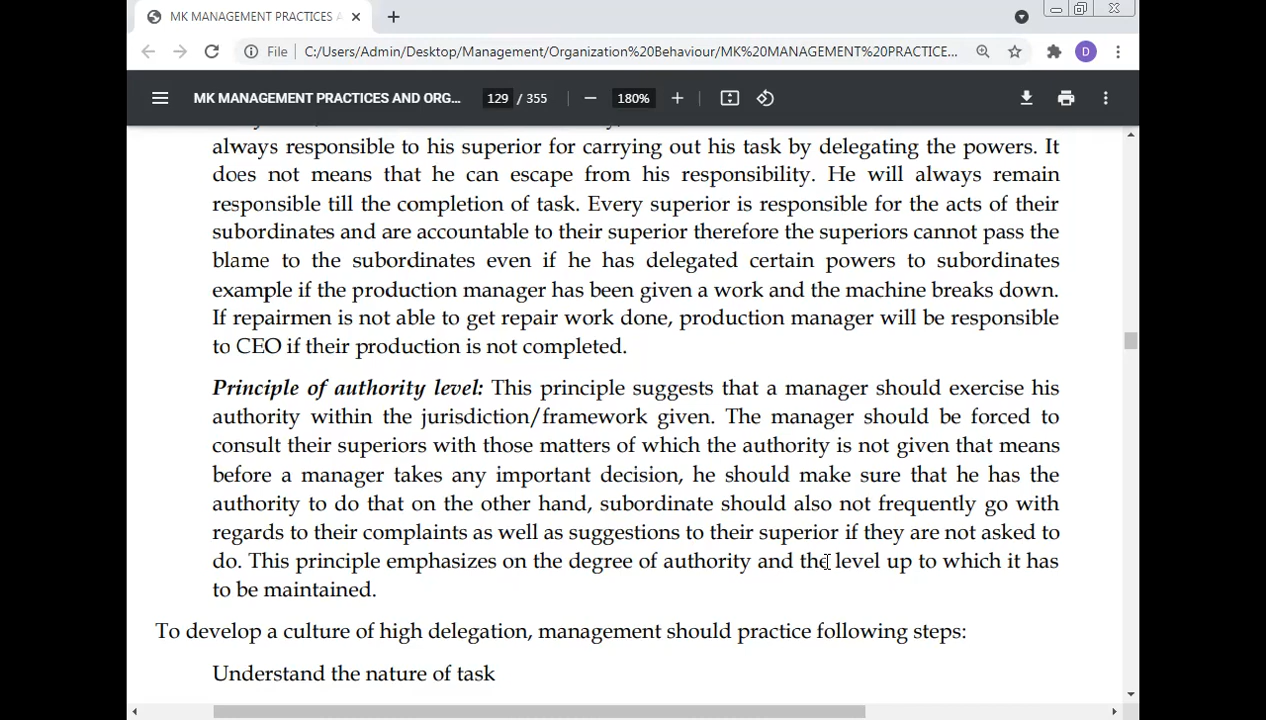 MK MANAGEMENT PRACTICES A
File C:/Users/Admin/Desktop/Management/Organization%20Behaviour/MK%20MANAGEMENT%20PRACTICE... D
MK MANAGEMENT PRACTICES AND ORG... 129 / 355 180%
always responsible to his superior for carrying out his task by delegating the powers. It
does not means that he can escape from his responsibility. He will always remain
responsible till the completion of task. Every superior is responsible for the acts of their
subordinates and are accountable to their superior therefore the superiors cannot pass the
blame to the subordinates even if he has delegated certain powers to subordinates
example if the production manager has been given a work and the machine breaks down.
If repairmen is not able to get repair work done, production manager will be responsible
to CEO if their production is not completed.
Principle of authority level: This principle suggests that a manager should exercise his
authority within the jurisdiction/framework given. The manager should be forced to
consult their superiors with those matters of which the authority is not given that means
before a manager takes any important decision, he should make sure that he has the
authority to do that on the other hand, subordinate should also not frequently go with
regards to their complaints as well as suggestions to their superior if they are not asked to
do. This principle emphasizes on the degree of authority and the level up to which it has
to be maintained.
To develop a culture of high delegation, management should practice following steps:
Understand the nature of task